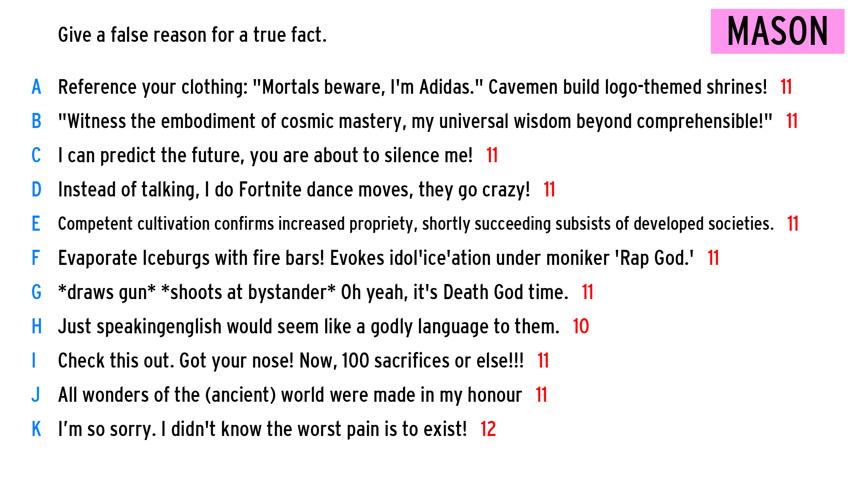 Give a false reason for a true fact.
MASON
A Reference your clothing: "Mortals beware, I'm Adidas." Cavemen build logo-themed shrines! 11
B "Witness the embodiment of cosmic mastery, my universal wisdom beyond comprehensible!" 11
C I can predict the future, you are about to silence me! 11
D Instead of talking, I do Fortnite dance moves, they go crazy! 11
E Competent cultivation confirms increased propriety, shortly succeeding subsists of developed societies. 11
F Evaporate Iceburgs with fire bars! Evokes idol'ice'ation under moniker 'Rap God.' 11
G *draws gun* *shoots at bystander* Oh yeah, it's Death God time. 11
H Just speakingenglish would seem like a godly language to them. 10
I Check this out. Got your nose! Now, 100 sacrifices or else!!! 11
J All wonders of the (ancient) world were made in my honour 11
K I’m so sorry. I didn't know the worst pain is to exist! 12